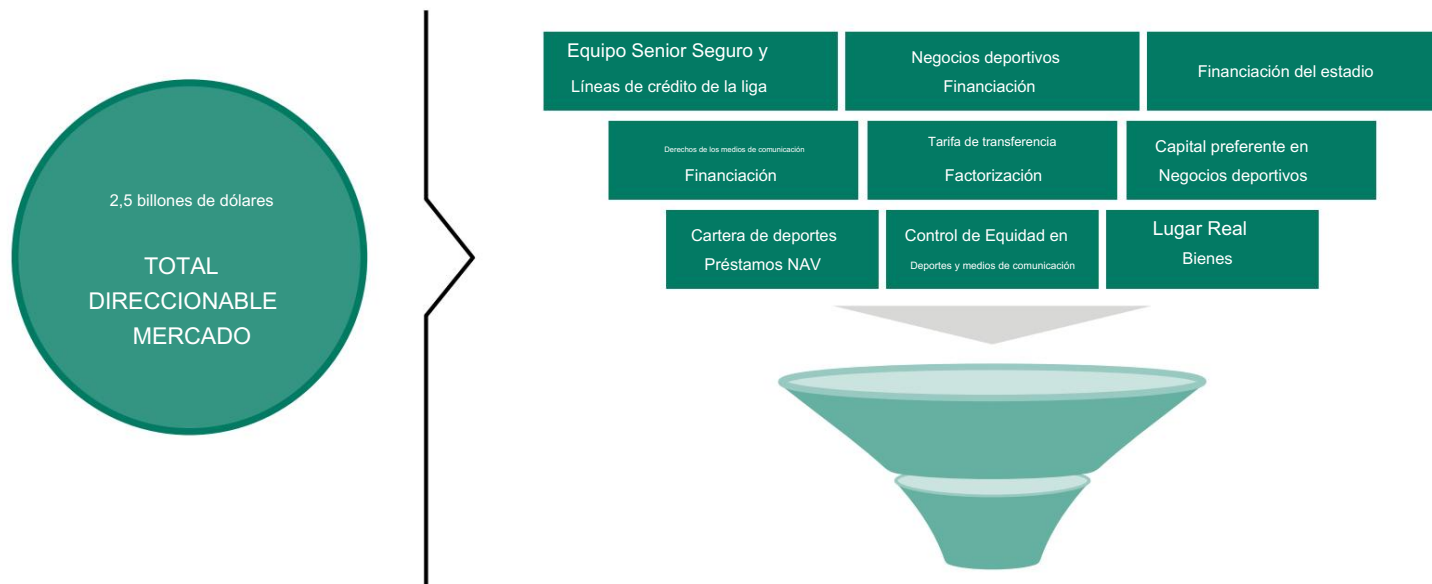 2,5 billones de dólares
TOTAL
DIRECCIONABLE
MERCADO
Equipo Senior Seguro y
Líneas de crédito de la liga
Negocios deportivos
Financiación
Financiación del estadio
Derechos de los medios de comunicación
Financiación
Tarifa de transferencia
Factorización
Capital preferente en
Negocios deportivos
Cartera de deportes
Préstamos NAV
Control de Equidad en
Deportes y medios de comunicación
Lugar Real
Bienes